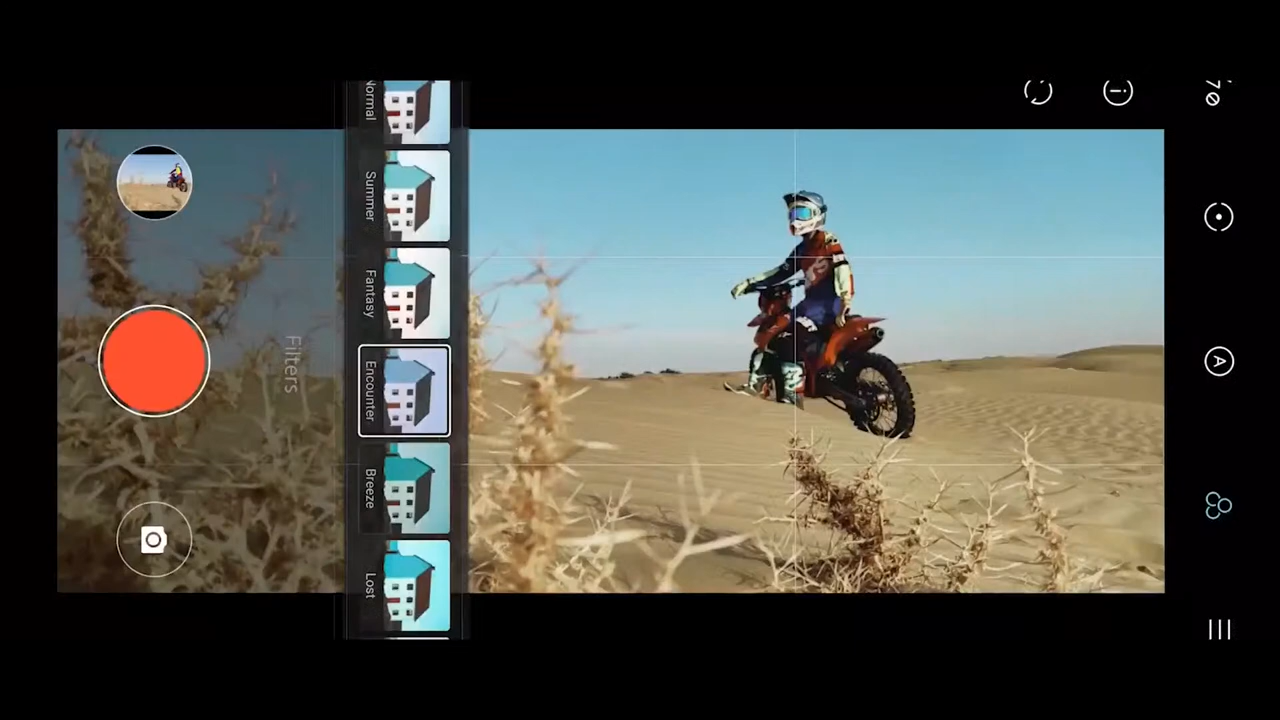 Normal
Summer
Fantasy
Encounter
Breeze
Lost
Filters
A